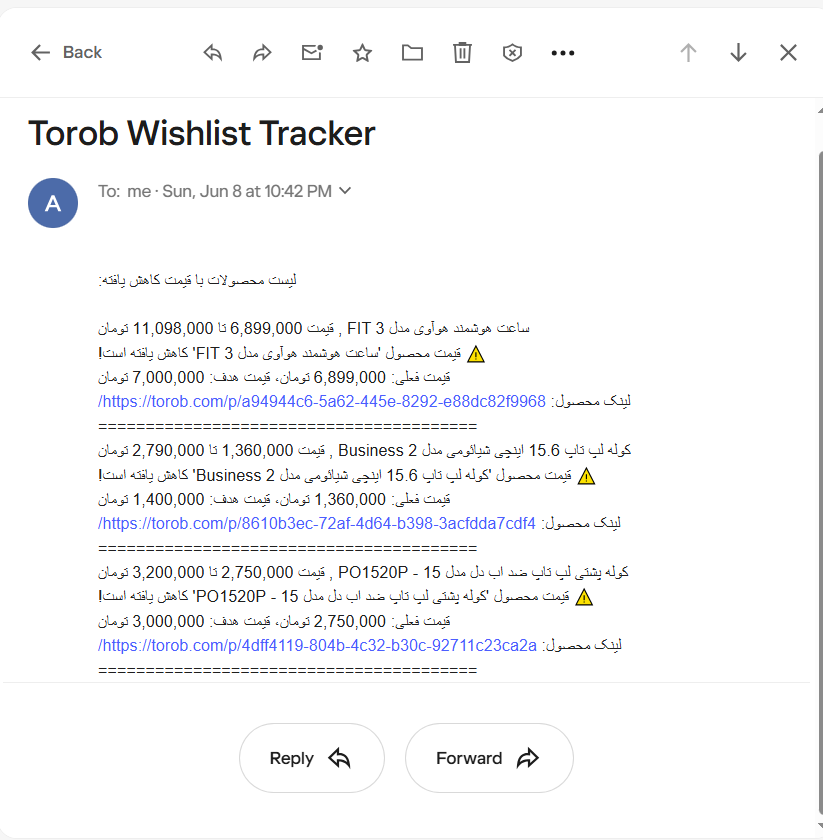 Back
Torob Wishlist Tracker
A
To: me · Sun, Jun 8 at 10:42 PM
لیست محصولات با قیمت کاهش یافته:
ساعت هوشمند هوآوی مدل FIT 3 , قیمت 6,899,000 تا 11,098,000 تومان
⚠️ قیمت محصول 'ساعت هوشمند هوآوی مدل FIT 3' کاهش یافته است!
قیمت فعلی: 6,899,000 تومان، قیمت هدف: 7,000,000 تومان
لینک محصول: https://torob.com/p/a94944c6-5a62-445e-8292-e88dc82f9968/
========================================
کوله لپ تاپ 15.6 اینچی شیائومی مدل Business 2 , قیمت 1,360,000 تا 2,790,000 تومان
⚠️ قیمت محصول 'کوله لپ تاپ 15.6 اینچی شیائومی مدل Business 2' کاهش یافته است!
قیمت فعلی: 1,360,000 تومان، قیمت هدف: 1,400,000 تومان
لینک محصول: https://torob.com/p/8610b3ec-72af-4d64-b398-3acfdda7cdf4/
========================================
کوله پشتی لپ تاپ ضد اب دل مدل PO1520P - 15 , قیمت 2,750,000 تا 3,200,000 تومان
⚠️ قیمت محصول 'کوله پشتی لپ تاپ ضد اب دل مدل PO1520P - 15' کاهش یافته است!
قیمت فعلی: 2,750,000 تومان، قیمت هدف: 3,000,000 تومان
لینک محصول: https://torob.com/p/4dff4119-804b-4c32-b30c-92711c23ca2a/
========================================
Reply
Forward